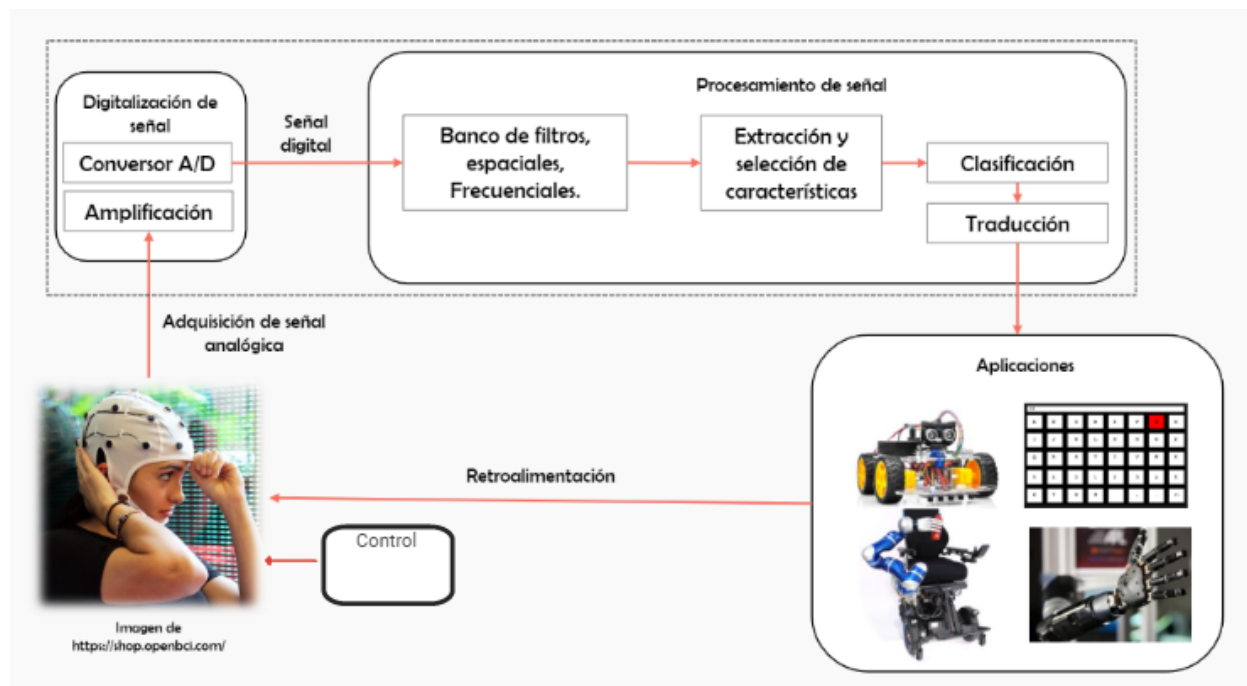 Digitalización de
señal
Conversor A/D
Amplificación
Señal
digital
Procesamiento de señal
Banco de filtros,
espaciales,
Frecuenciales.
Extracción y
selección de
características
Clasificación
Traducción
Adquisición de señal
analógica
Aplicaciones
Retroalimentación
Control
Imagen de
https://shop.openbci.com/